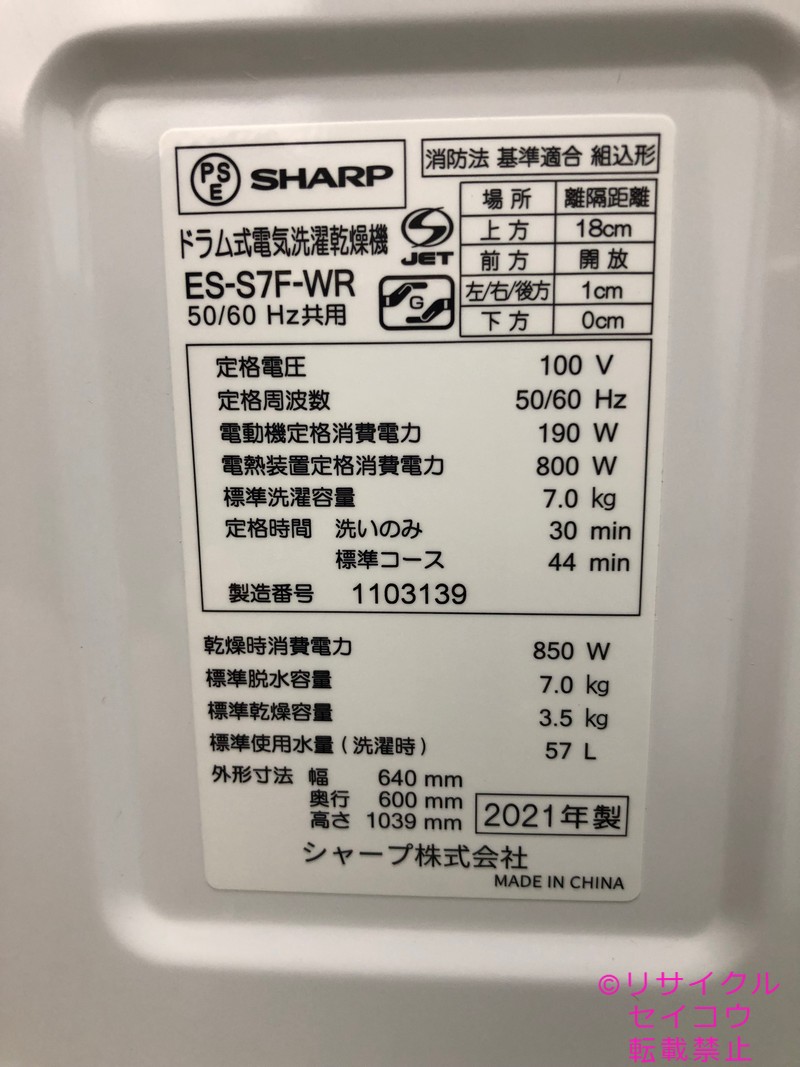 PSE SHARP
消防法 基準適合 組込形
ドラム式電気洗濯乾燥機
ES-S7F-WR
50/60 Hz共用
JET
G
場所 離隔距離
上方 18cm
前方 開放
左/右/後方 1cm
下方 0cm
定格電圧 100 V
定格周波数 50/60 Hz
電動機定格消費電力 190 W
電熱装置定格消費電力 800 W
標準洗濯容量 7.0 kg
定格時間 洗いのみ 30 min
標準コース 44 min
製造番号 1103139
乾燥時消費電力 850 W
標準脱水容量 7.0 kg
標準乾燥容量 3.5 kg
標準使用水量(洗濯時) 57 L
外形寸法 幅 640 mm
奥行 600 mm
高さ 1039 mm
2021年製
シャープ株式会社
MADE IN CHINA
©リサイクル
セイコウ
転載禁止